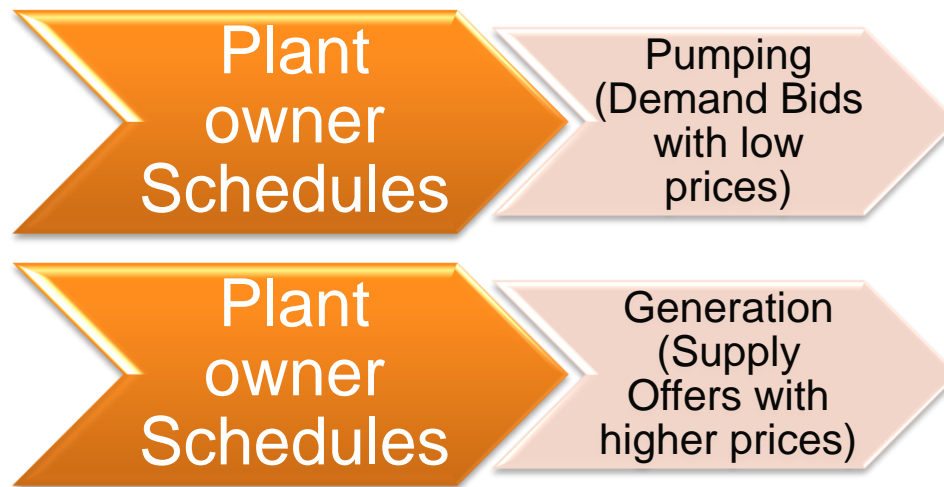 Plant
owner
Schedules
Pumping
(Demand Bids
with low
prices)
Plant
owner
Schedules
Generation
(Supply
Offers with
higher prices)